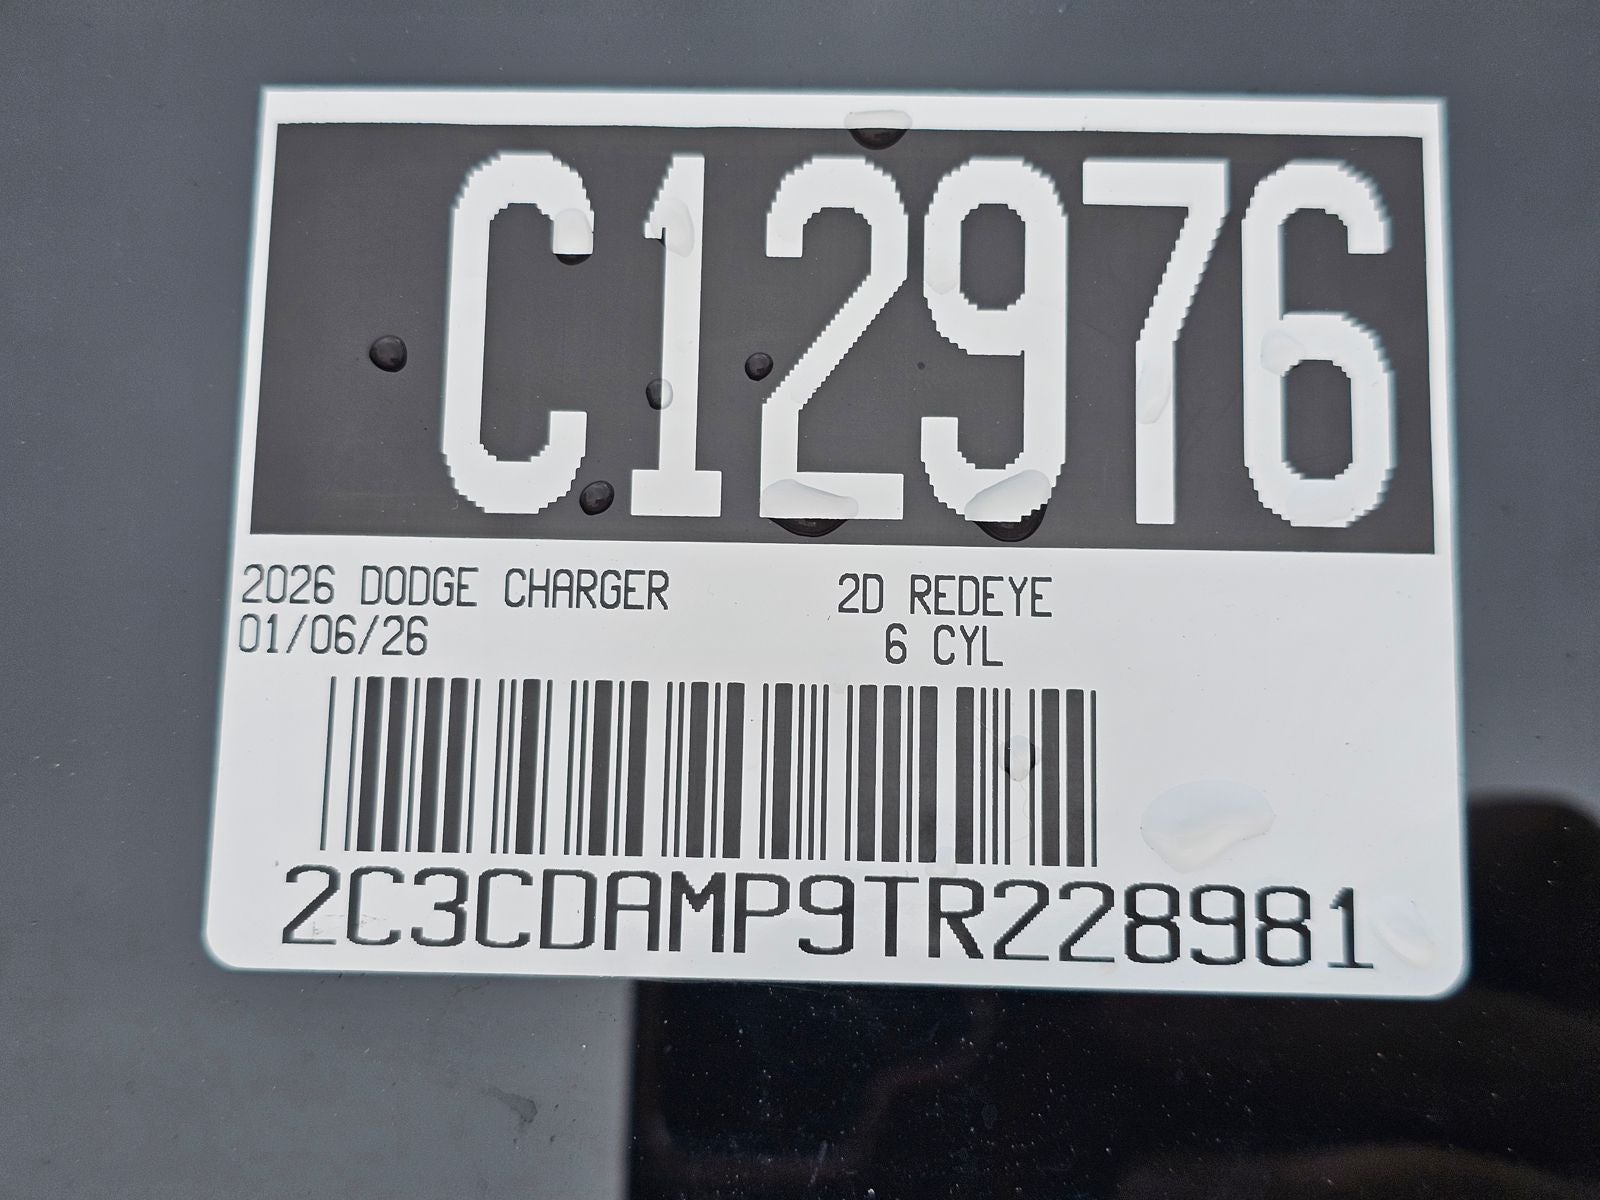 C12976
2026 DODGE CHARGER 2D REDEYE
01/06/26 6 CYL
2C3CDAMP9TR228981